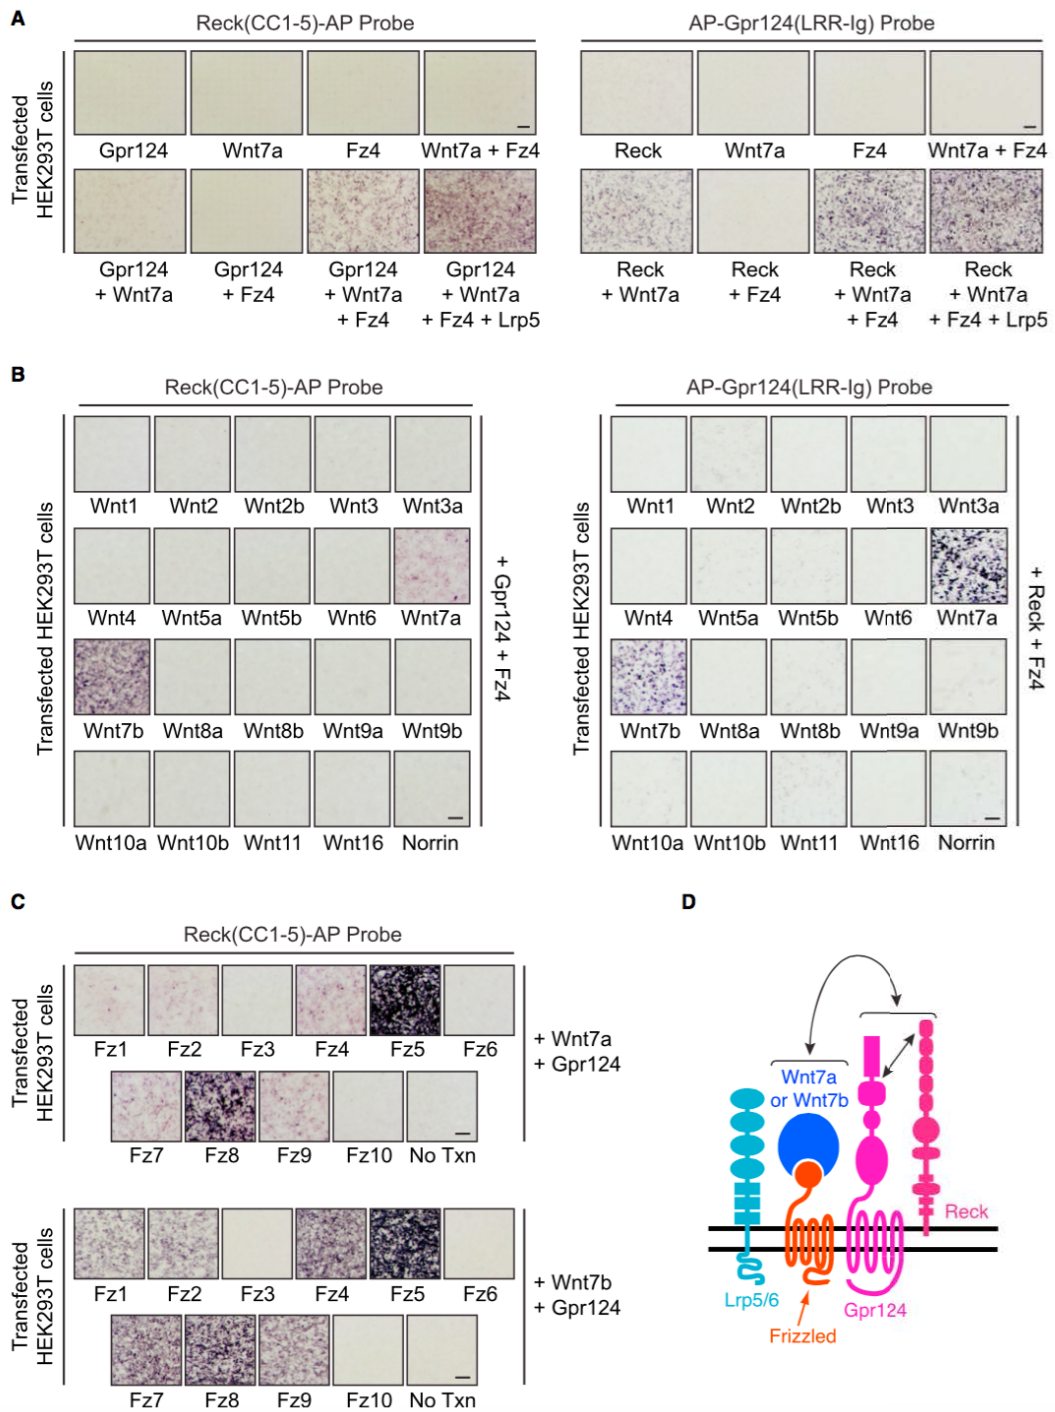 A
Reck(CC1-5)-AP Probe
AP-Gpr124(LRR-Ig) Probe
Transfected
HEK293T cells
Gpr124
Wnt7a
Fz4
Wnt7a + Fz4
Reck
Wnt7a
Fz4
Wnt7a + Fz4
Gpr124
+ Wnt7a
Gpr124
+ Fz4
Gpr124
+ Wnt7a
+ Fz4
Gpr124
+ Wnt7a
+ Fz4 + Lrp5
Reck
+ Wnt7a
Reck
+ Fz4
Reck
+ Wnt7a
+ Fz4
Reck
+ Wnt7a
+ Fz4 + Lrp5
B
Reck(CC1-5)-AP Probe
Transfected HEK293T cells
Wnt1 Wnt2 Wnt2b Wnt3 Wnt3a
Wnt4 Wnt5a Wnt5b Wnt6 Wnt7a
Wnt7b Wnt8a Wnt8b Wnt9a Wnt9b
Wnt10a Wnt10b Wnt11 Wnt16 Norrin
+ Gpr124 + Fz4
AP-Gpr124(LRR-Ig) Probe
Transfected HEK293T cells
Wnt1 Wnt2 Wnt2b Wnt3 Wnt3a
Wnt4 Wnt5a Wnt5b Wnt6 Wnt7a
Wnt7b Wnt8a Wnt8b Wnt9a Wnt9b
Wnt10a Wnt10b Wnt11 Wnt16 Norrin
+ Reck + Fz4
C
Reck(CC1-5)-AP Probe
Transfected
HEK293T cells
Fz1 Fz2 Fz3 Fz4 Fz5 Fz6
Fz7 Fz8 Fz9 Fz10 No Txn
+ Wnt7a
+ Gpr124
Transfected
HEK293T cells
Fz1 Fz2 Fz3 Fz4 Fz5 Fz6
Fz7 Fz8 Fz9 Fz10 No Txn
+ Wnt7b
+ Gpr124
D
Wnt7a
or Wnt7b
Reck
Lrp5/6
Gpr124
Frizzled